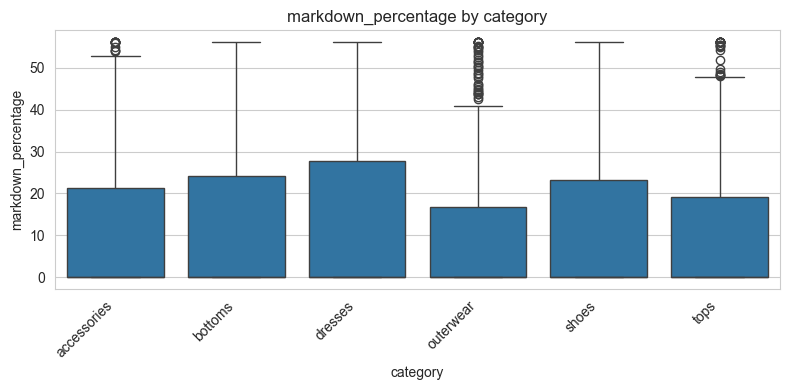 markdown_percentage by category
markdown_percentage
50
40
30
20
10
0
accessories
bottoms
dresses
outerwear
shoes
tops
category